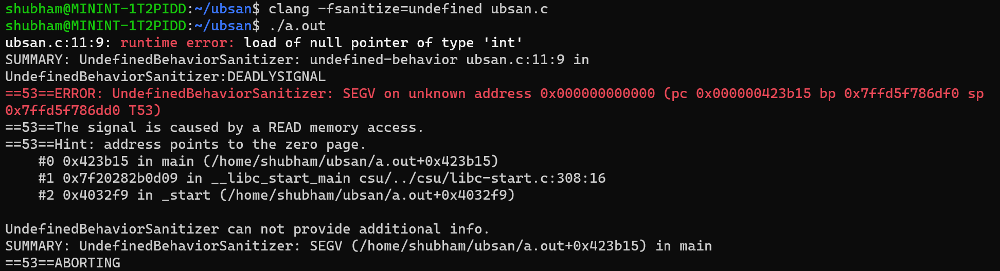 shubham@MININT-1T2PIDD:~/ubsan$ clang -fsanitize=undefined ubsan.c
shubham@MININT-1T2PIDD:~/ubsan$ ./a.out
ubsan.c:11:9: runtime error: load of null pointer of type 'int'
SUMMARY: UndefinedBehaviorSanitizer: undefined-behavior ubsan.c:11:9 in
UndefinedBehaviorSanitizer:DEADLYSIGNAL
==53==ERROR: UndefinedBehaviorSanitizer: SEGV on unknown address 0x000000000000 (pc 0x000000423b15 bp 0x7ffd5f786df0 sp
0x7ffd5f786dd0 T53)
==53==The signal is caused by a READ memory access.
==53==Hint: address points to the zero page.
    #0 0x423b15 in main (/home/shubham/ubsan/a.out+0x423b15)
    #1 0x7f20282b0d09 in __libc_start_main csu/../csu/libc-start.c:308:16
    #2 0x4032f9 in _start (/home/shubham/ubsan/a.out+0x4032f9)

UndefinedBehaviorSanitizer can not provide additional info.
SUMMARY: UndefinedBehaviorSanitizer: SEGV (/home/shubham/ubsan/a.out+0x423b15) in main
==53==ABORTING